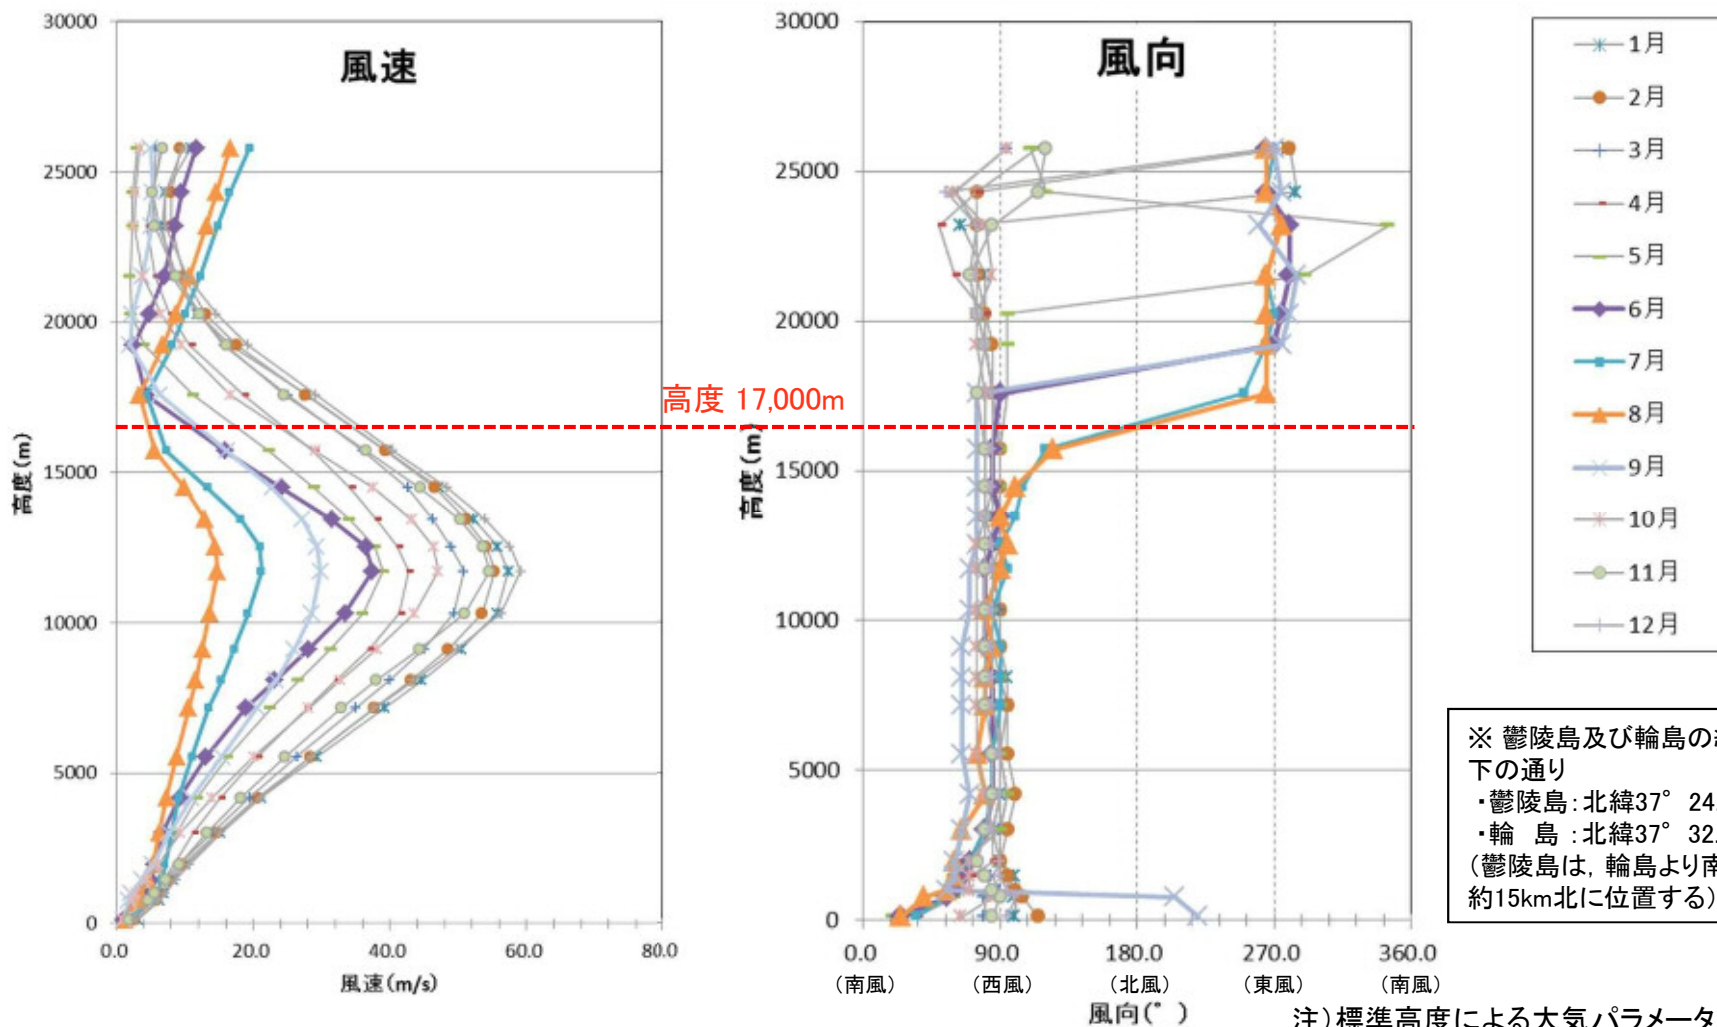 風速
30000
25000
20000
15000
10000
5000
0
高度(m)
0.0
20.0
40.0
60.0
80.0
風速(m/s)
高度 17,000m
風向
30000
25000
20000
15000
10000
5000
0
高度(m)
0.0
90.0
180.0
270.0
360.0
(南風)
(西風)
(北風)
(東風)
(南風)
風向(°)
1月
2月
3月
4月
5月
6月
7月
8月
9月
10月
11月
12月
※ 鬱陵島及び輪島の
下の通り
・鬱陵島:北緯37° 24.
・輪 島 :北緯37° 32.
(鬱陵島は, 輪島より南
約15km北に位置する)
注)標準高度による大気パラメータ